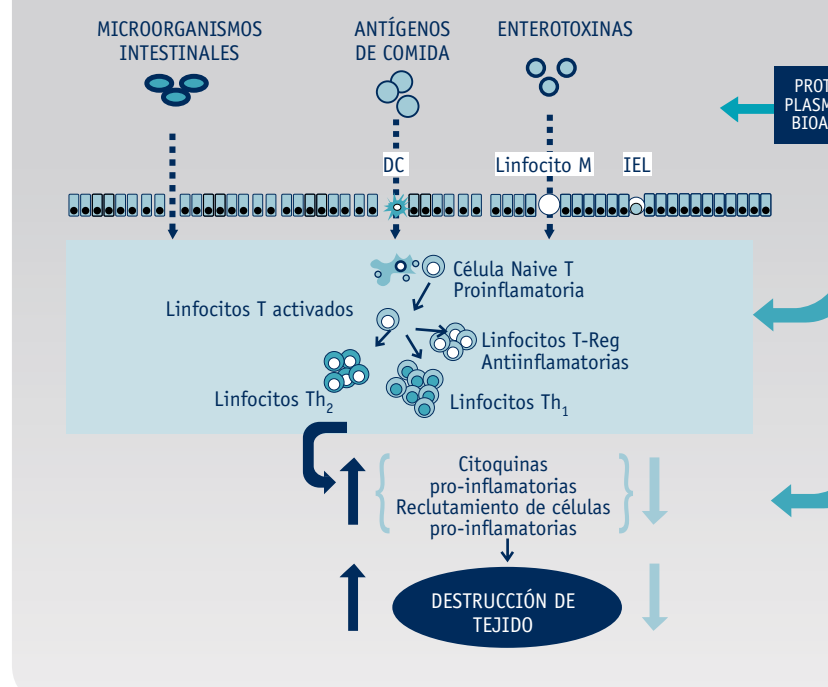 MICROORGANISMOS
INTESTINALES
ANTÍGENOS
DE COMIDA
ENTEROTOXINAS
DC
Linfocito M
IEL
Célula Naive T
Proinflamatoria
Linfocitos T activados
Linfocitos T-Reg
Antiinflamatorias
Linfocitos Th2
Linfocitos Th1
Citoquinas
pro-inflamatorias
Reclutamiento de células
pro-inflamatorias
DESTRUCCIÓN DE
TEJIDO